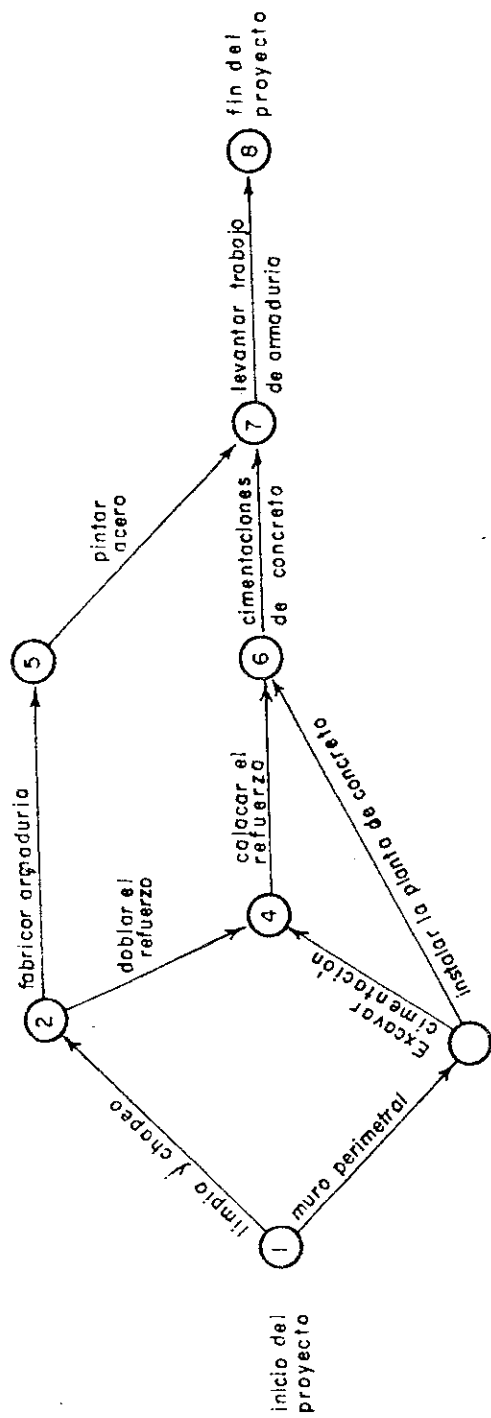 inicio del
proyecto
1
limpia y chapeo
muro perimetral
2
fabricor armaduria
doblar el
refuerzo
Excavar
cimentación
instalar la planta de concreto
4
calacar el
refuerzo
5
pintar
acero
6
cimentaciones
de concreto
7
levantar trabajo
de armaduria
8
fin del
proyecto